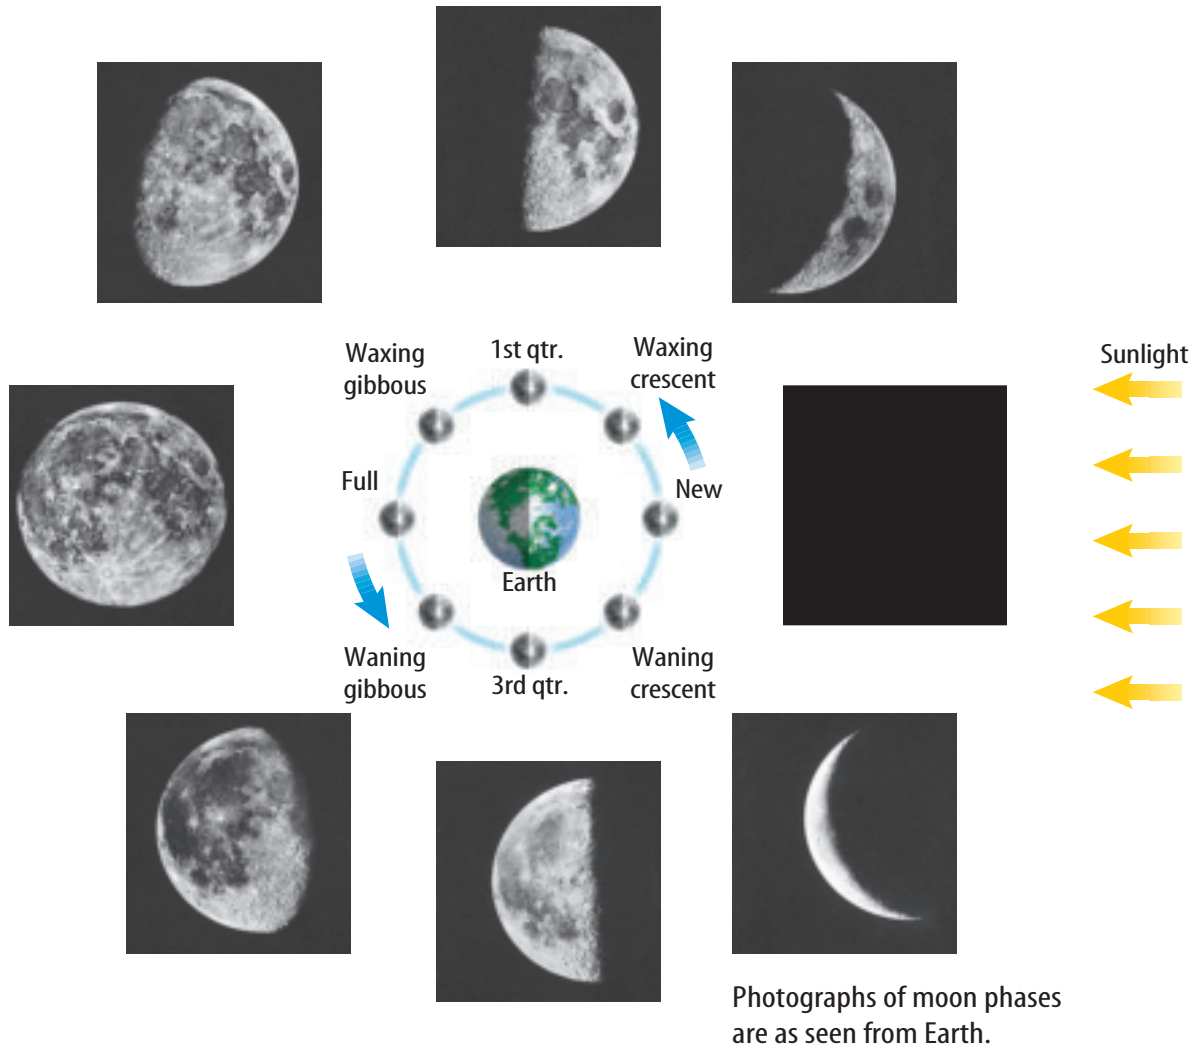 Waxing
gibbous
1st qtr.
Waxing
crescent
Sunlight
Full
New
Earth
Waning
gibbous
3rd qtr.
Waning
crescent
Photographs of moon phases
are as seen from Earth.